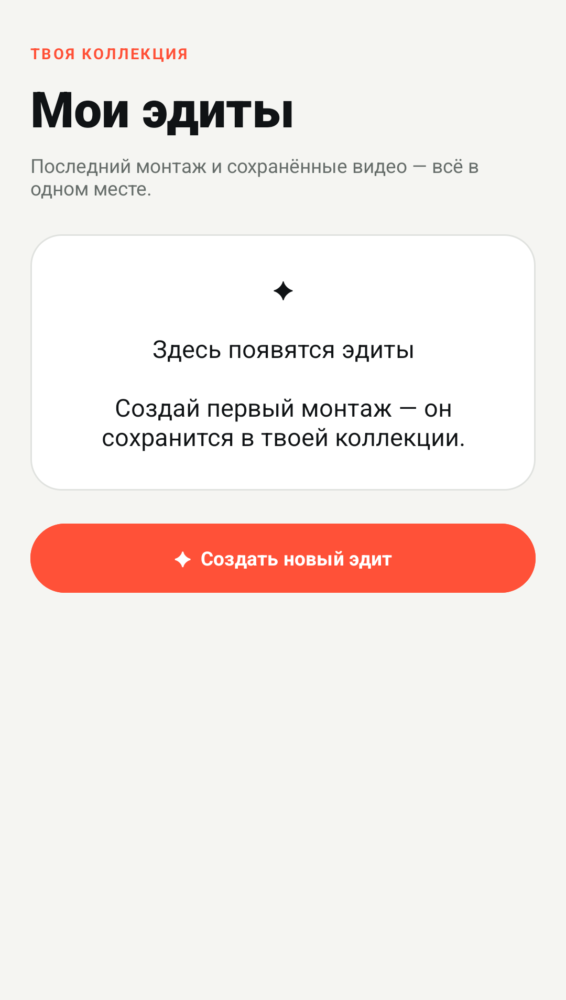 ТВОЯ КОЛЛЕКЦИЯ
Мои эдиты
Последний монтаж и сохранённые видео — всё в
одном месте.
Здесь появятся эдиты
Создай первый монтаж — он
сохранится в твоей коллекции.
Создать новый эдит